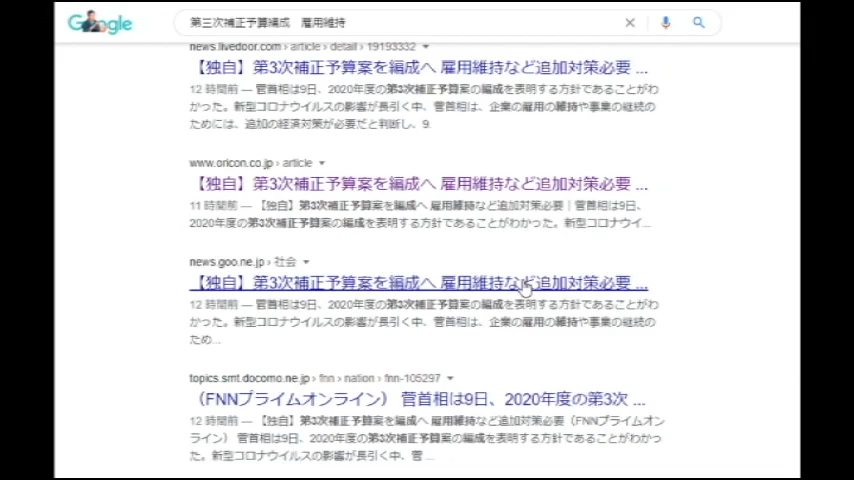 Google
第三次補正予算編成　雇用維持
news.livedoor.com › article › detail › 19193332
【独自】第3次補正予算案を編成へ 雇用維持など追加対策必要 ...
12 時間前 — 菅首相は9日、2020年度の第3次補正予算案の編成を表明する方針であることがわ
かった。新型コロナウイルスの影響が長引く中、菅首相は、企業の雇用の維持や事業の継続の
ためには、追加の経済対策が必要だと判断し、9.
www.oricon.co.jp › article
【独自】第3次補正予算案を編成へ 雇用維持など追加対策必要 ...
11 時間前 — 【独自】第3次補正予算案を編成へ 雇用維持など追加対策必要｜菅首相は9日、
2020年度の第3次補正予算案の編成を表明する方針であることがわかった。新型コロナウイ...
news.goo.ne.jp › 社会
【独自】第3次補正予算案を編成へ 雇用維持など追加対策必要 ...
12 時間前 — 菅首相は9日、2020年度の第3次補正予算案の編成を表明する方針であることがわ
かった。新型コロナウイルスの影響が長引く中、菅首相は、企業の雇用の維持や事業の継続の
ため...
topics.smt.docomo.ne.jp › fnn › nation › fnn-105297
（FNNプライムオンライン） 菅首相は9日、2020年度の第3次 ...
12 時間前 — 【独自】第3次補正予算案を編成へ 雇用維持など追加対策必要（FNNプライムオン
ライン） 菅首相は9日、2020年度の第3次補正予算案の編成を表明する方針であることがわかっ
た。新型コロナウイルスの影響が長引く中、菅 ...